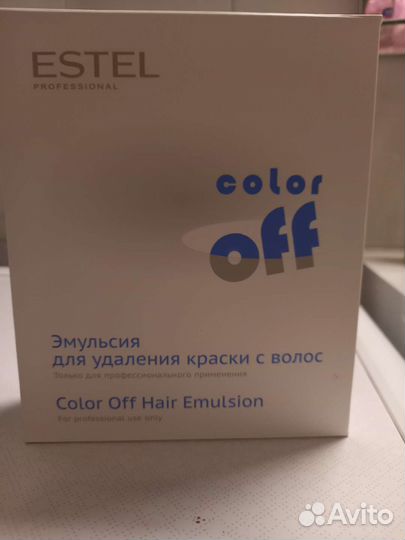 ESTEL
PROFESSIONAL
color
off
Эмульсия
для удаления краски с волос
Только для профессионального применения
Color Off Hair Emulsion
For professional use only
Avito